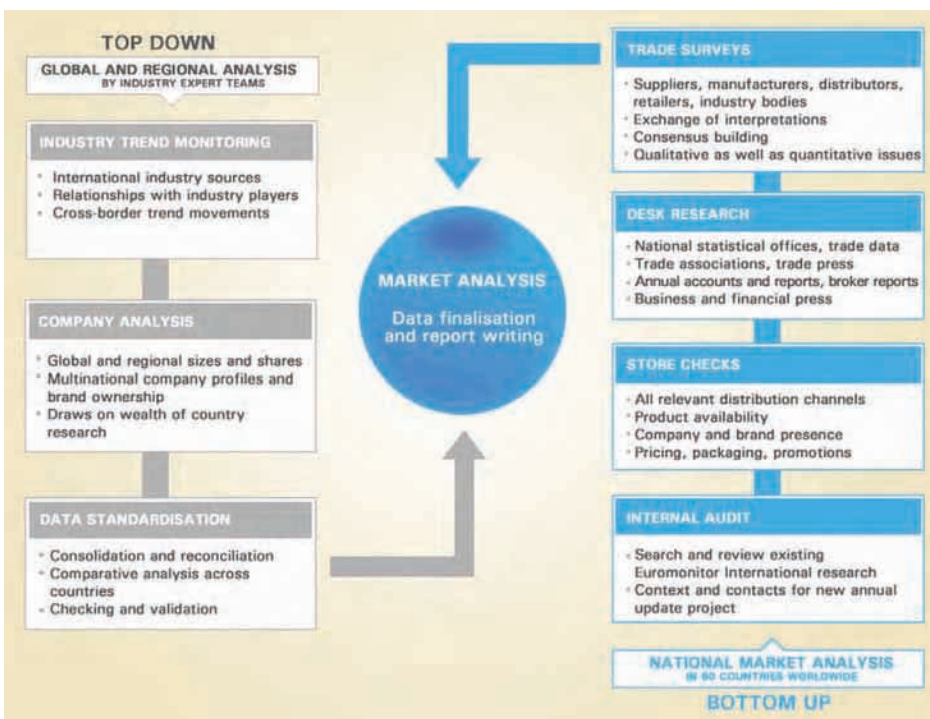 TOP DOWN
GLOBAL AND REGIONAL ANALYSIS
BY INDUSTRY EXPERT TEAMS
INDUSTRY TREND MONITORING
• International industry sources
• Relationships with industry players
• Cross-border trend movements
COMPANY ANALYSIS
• Global and regional sizes and shares
• Multinational company profiles and
brand ownership
• Draws on wealth of country
research
DATA STANDARDISATION
• Consolidation and reconciliation
• Comparative analysis across
countries
• Checking and validation
MARKET ANALYSIS
Data finalisation
and report writing
TRADE SURVEYS
• Suppliers, manufacturers, distributors,
retailers, industry bodies
• Exchange of interpretations
• Consensus building
• Qualitative as well as quantitative issues
DESK RESEARCH
• National statistical offices, trade data
• Trade associations, trade press
• Annual accounts and reports, broker reports
• Business and financial press
STORE CHECKS
• All relevant distribution channels
• Product availability
• Company and brand presence
• Pricing, packaging, promotions
INTERNAL AUDIT
• Search and review existing
Euromonitor International research
• Context and contacts for new annual
update project
NATIONAL MARKET ANALYSIS
IN 80 COUNTRIES WORLDWIDE
BOTTOM UP